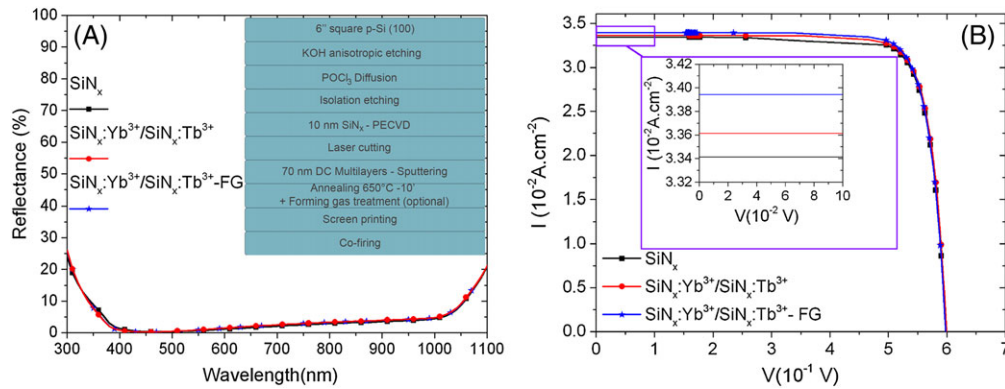 (A)
100
90
80
70
60
50
40
30
20
10
0
Reflectance (%)
SiNₓ
SiNₓ:Yb³⁺/SiNₓ:Tb³⁺
SiNₓ:Yb³⁺/SiNₓ:Tb³⁺-FG
6" square p-Si (100)
KOH anisotropic etching
POCl₃ Diffusion
Isolation etching
10 nm SiNₓ - PECVD
Laser cutting
70 nm DC Multilayers - Sputtering
Annealing 650°C -10'
+ Forming gas treatment (optional)
Screen printing
Co-firing
300 400 500 600 700 800 900 1000 1100
Wavelength(nm)
(B)
3.5
3.0
2.5
2.0
1.5
1.0
0.5
0.0
I (10⁻²A.cm⁻²)
3.42
3.40
3.38
3.36
3.34
3.32
I (10⁻²A.cm⁻²)
0 2 4 6 8 10
V(10⁻² V)
SiNₓ
SiNₓ:Yb³⁺/SiNₓ:Tb³⁺
SiNₓ:Yb³⁺/SiNₓ:Tb³⁺- FG
0 1 2 3 4 5 6 7
V(10⁻¹ V)